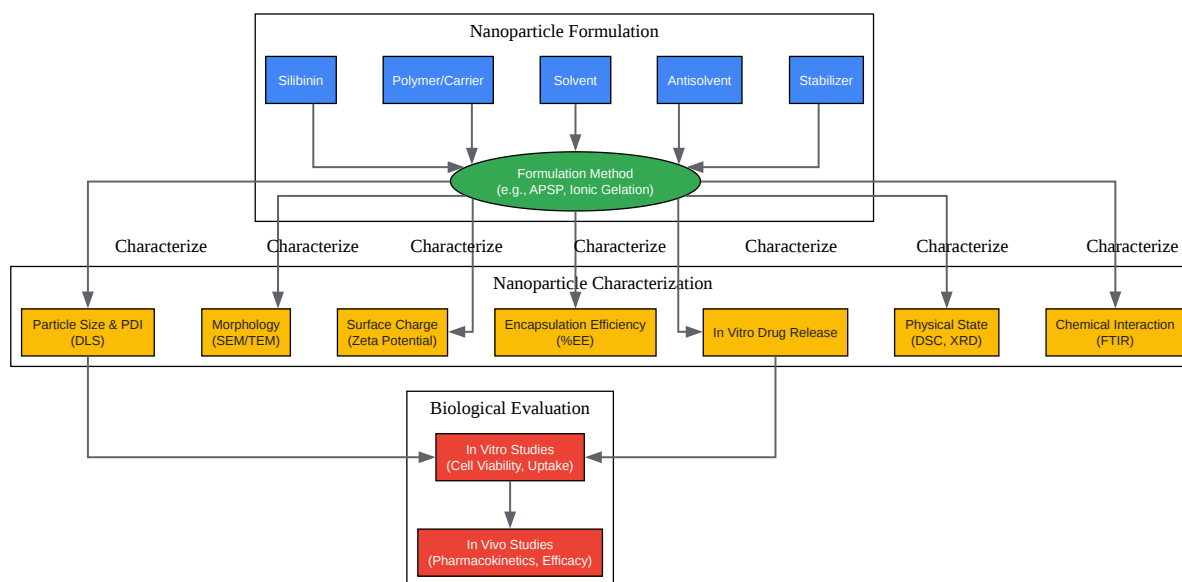 Nanoparticle Formulation
Silibinin
Polymer/Carrier
Solvent
Antisolvent
Stabilizer
Formulation Method
(e.g., APSP, Ionic Gelation)
Characterize
Characterize
Characterize
Characterize
Characterize
Characterize
Characterize
Nanoparticle Characterization
Particle Size & PDI
(DLS)
Morphology
(SEM/TEM)
Surface Charge
(Zeta Potential)
Encapsulation Efficiency
(%EE)
In Vitro Drug Release
Physical State
(DSC, XRD)
Chemical Interaction
(FTIR)
Biological Evaluation
In Vitro Studies
(Cell Viability, Uptake)
In Vivo Studies
(Pharmacokinetics, Efficacy)